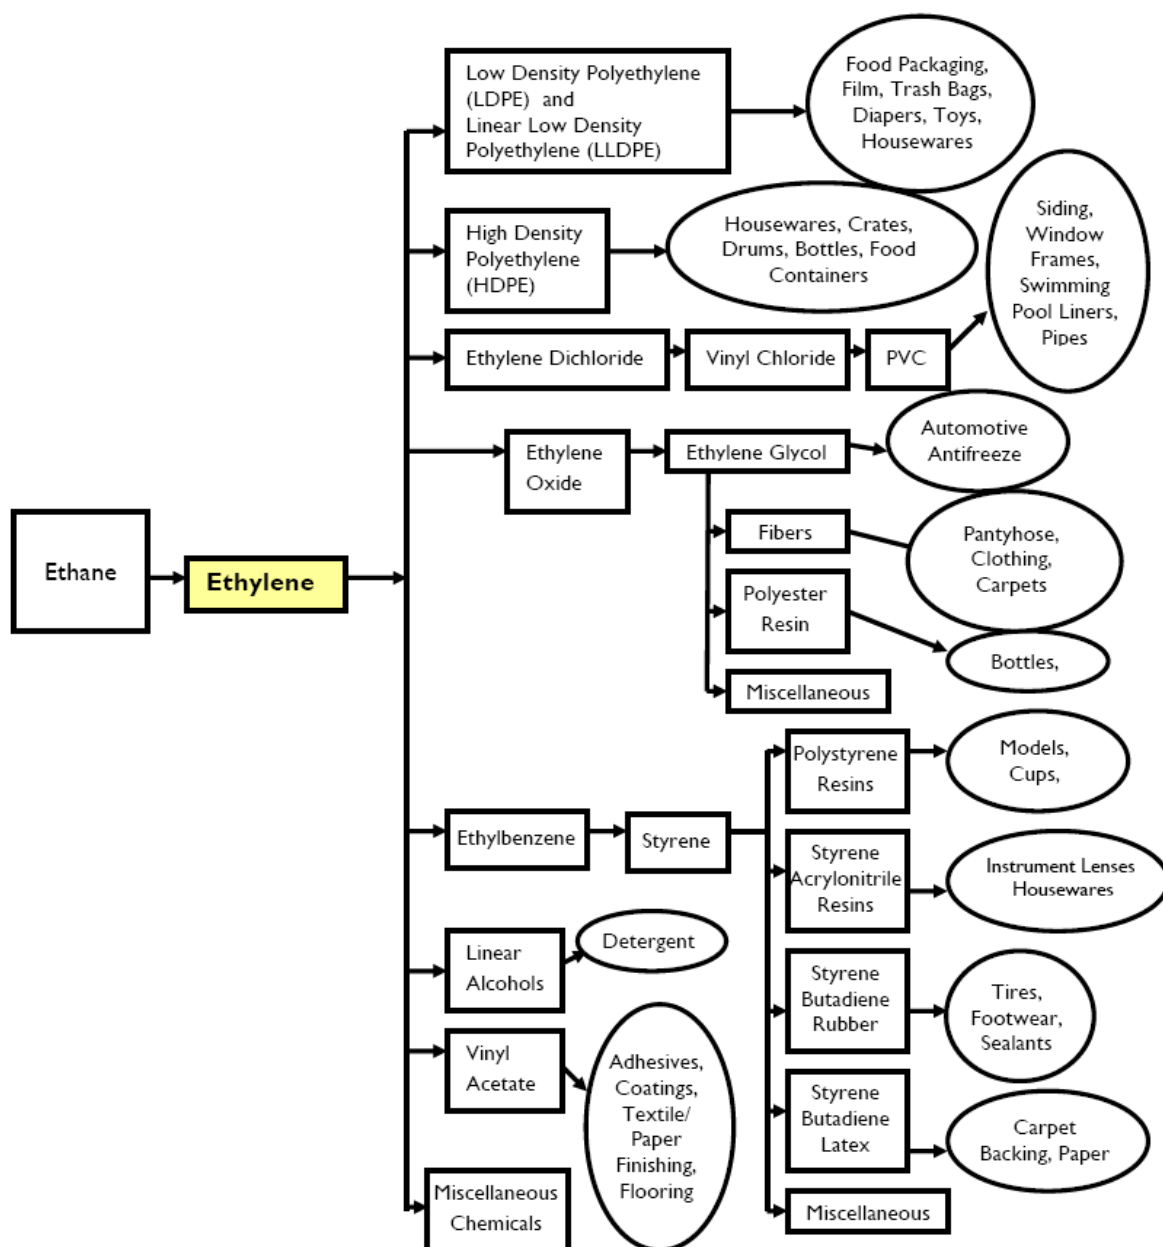 Low Density Polyethylene
(LDPE) and
Linear Low Density
Polyethylene (LLDPE)
Food Packaging,
Film, Trash Bags,
Diapers, Toys,
Housewares
High Density
Polyethylene
(HDPE)
Housewares, Crates,
Drums, Bottles, Food
Containers
Siding,
Window
Frames,
Swimming
Pool Liners,
Pipes
Ethylene Dichloride
Vinyl Chloride
PVC
Ethylene
Oxide
Ethylene Glycol
Automotive
Antifreeze
Fibers
Pantyhose,
Clothing,
Carpets
Ethane
Ethylene
Polyester
Resin
Bottles,
Miscellaneous
Polystyrene
Resins
Models,
Cups,
Ethylbenzene
Styrene
Styrene
Acrylonitrile
Resins
Instrument Lenses
Housewares
Linear
Alcohols
Detergent
Styrene
Butadiene
Rubber
Tires,
Footwear,
Sealants
Vinyl
Acetate
Adhesives,
Coatings,
Textile/
Paper
Finishing,
Flooring
Styrene
Butadiene
Latex
Carpet
Backing, Paper
Miscellaneous
Chemicals
Miscellaneous